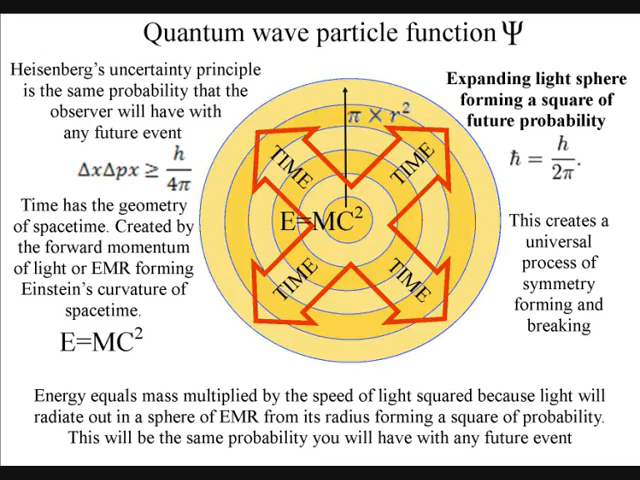 Quantum wave particle function Ψ
Heisenberg's uncertainty principle
is the same probability that the
observer will have with
any future event
ΔxΔpx ≥ h/4π
Time has the geometry
of spacetime. Created by
the forward momentum
of light or EMR forming
Einstein's curvature of
spacetime.
E=MC²
π × r²
TIME
TIME
E=MC²
TIME
TIME
Expanding light sphere
forming a square of
future probability
ħ = h/2π.
This creates a
universal
process of
symmetry
forming and
breaking
Energy equals mass multiplied by the speed of light squared because light will
radiate out in a sphere of EMR from its radius forming a square of probability.
This will be the same probability you will have with any future event